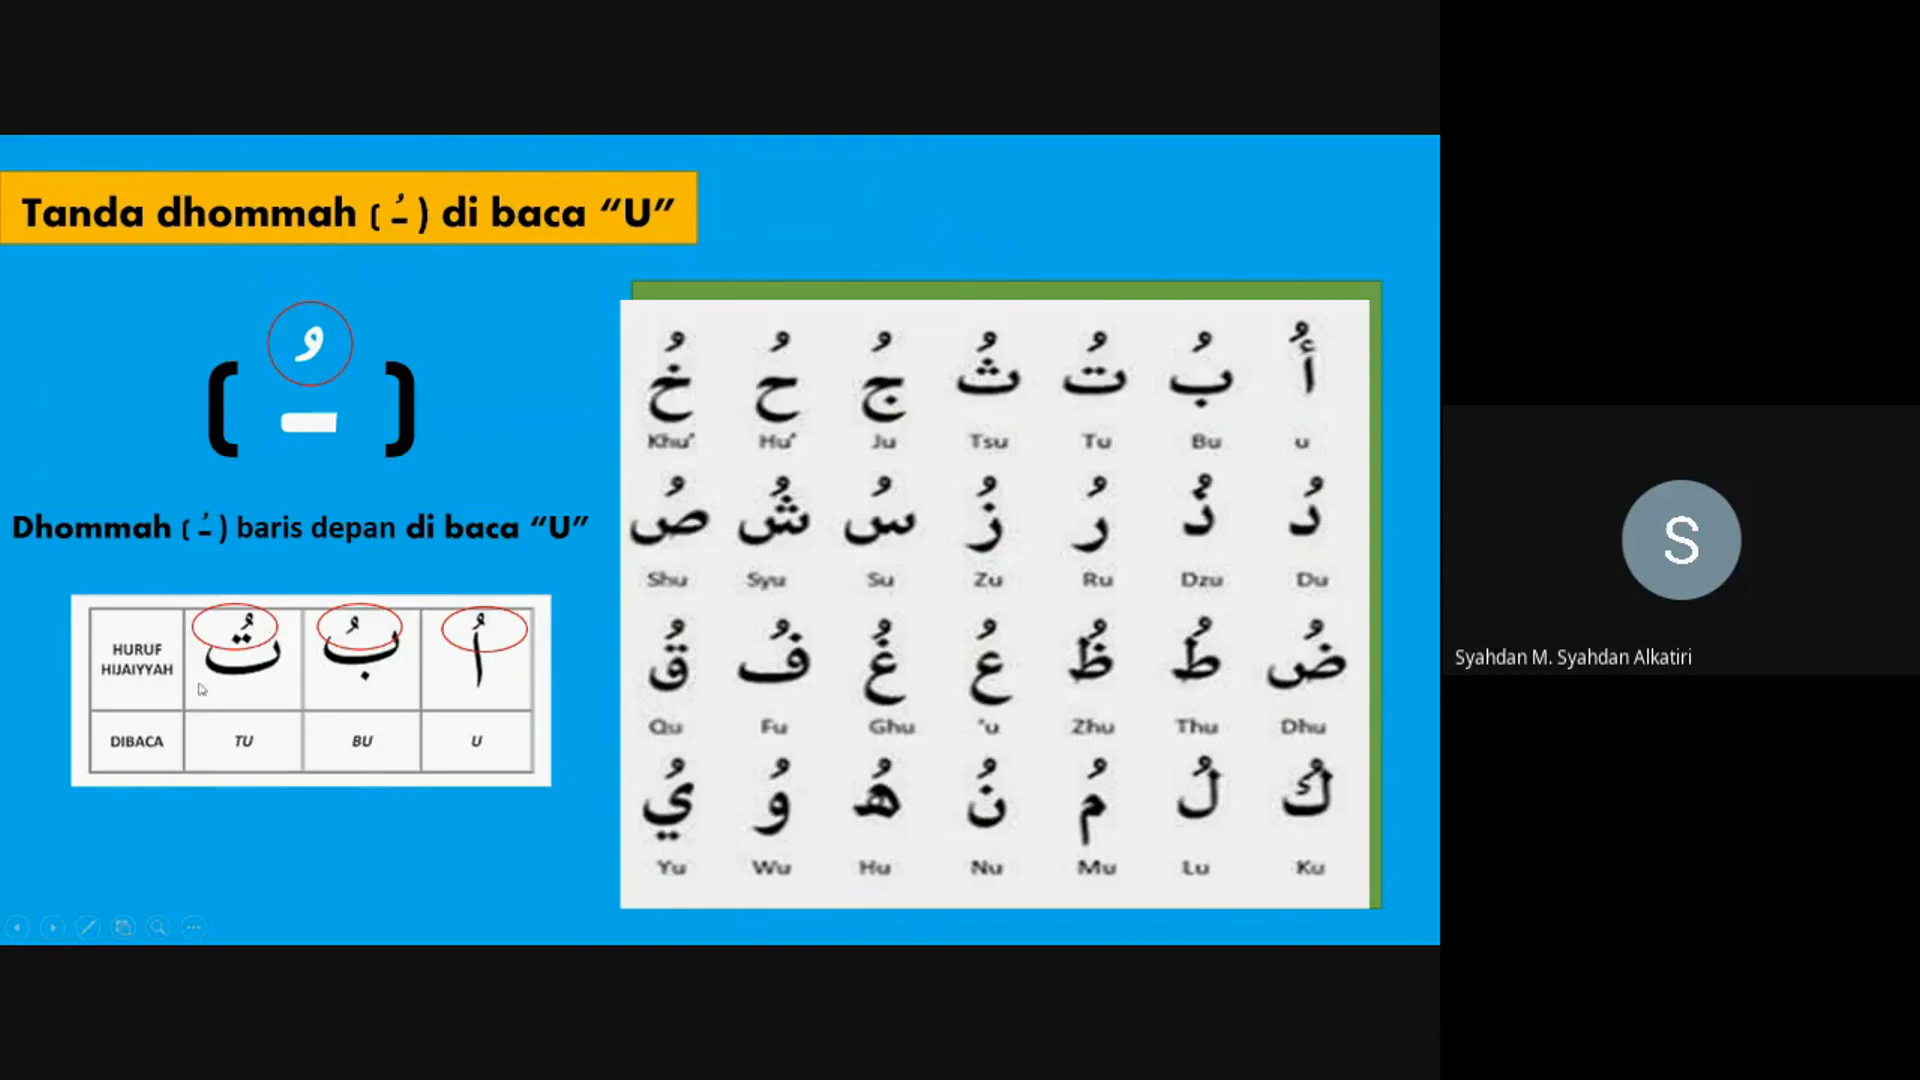 Tanda dhommah ( ـُ ) di baca “U”
( ـُ )
Dhommah ( ـُ ) baris depan di baca “U”
HURUF HIJAIYYAH تُ بُ اُ
DIBACA TU BU U
أُ بُ تُ ثُ جُ حُ خُ
Khu' Hu' Ju Tsu Tu Bu u
دُ ذُ رُ زُ سُ شُ صُ
Shu Syu Su Zu Ru Dzu Du
ضُ طُ ظُ عُ غُ فُ قُ
Qu Fu Ghu 'u Zhu Thu Dhu
كُ لُ مُ نُ هُ وُ يُ
Yu Wu Hu Nu Mu Lu Ku
S
Syahdan M. Syahdan Alkatiri